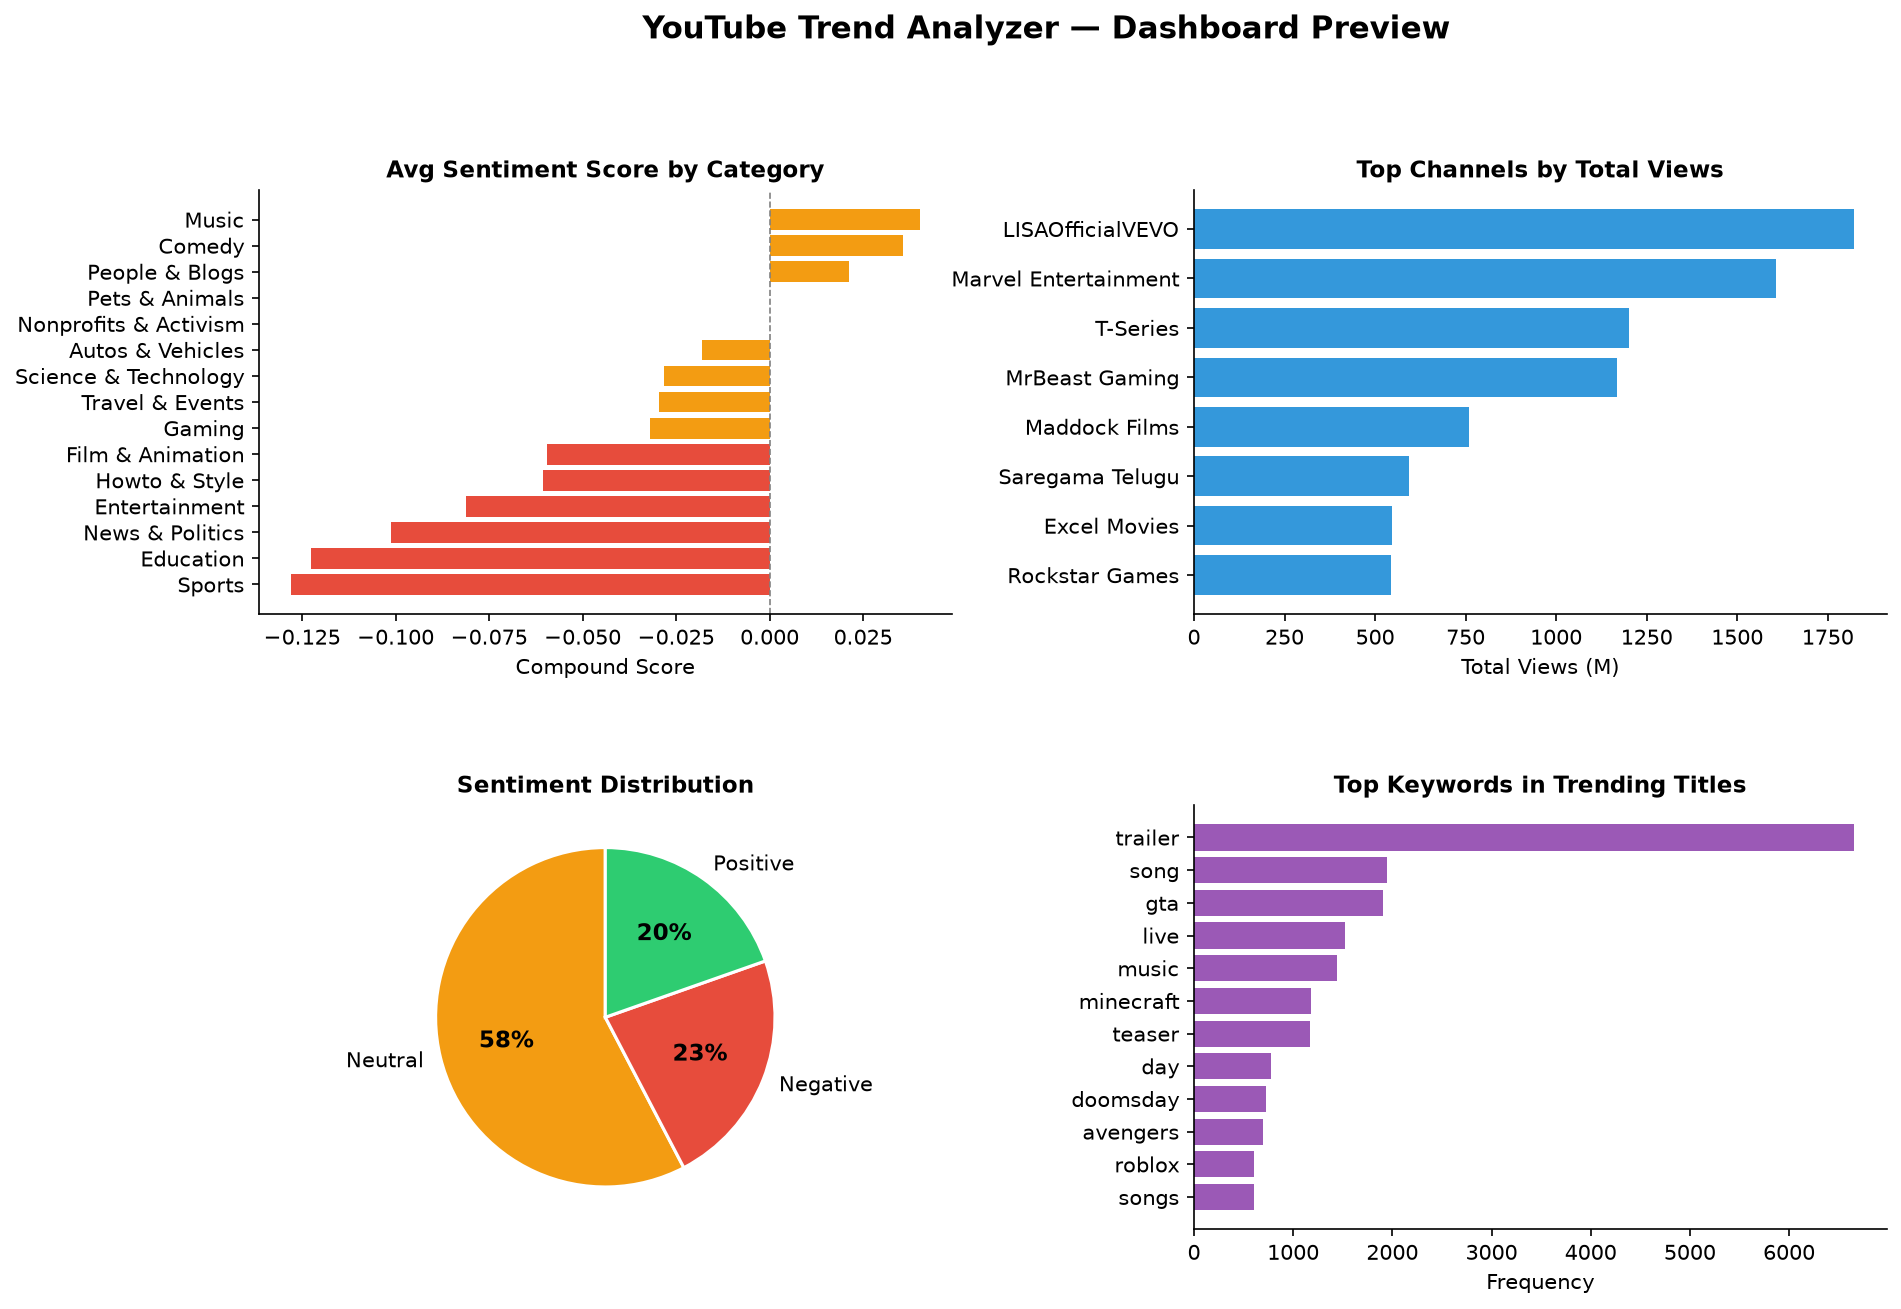 YouTube Trend Analyzer — Dashboard Preview
Avg Sentiment Score by Category
Music
Comedy
People & Blogs
Pets & Animals
Nonprofits & Activism
Autos & Vehicles
Science & Technology
Travel & Events
Gaming
Film & Animation
Howto & Style
Entertainment
News & Politics
Education
Sports
−0.125 −0.100 −0.075 −0.050 −0.025 0.000 0.025
Compound Score
Top Channels by Total Views
LISAOfficialVEVO
Marvel Entertainment
T-Series
MrBeast Gaming
Maddock Films
Saregama Telugu
Excel Movies
Rockstar Games
0 250 500 750 1000 1250 1500 1750
Total Views (M)
Sentiment Distribution
Positive
20%
58%
23%
Neutral
Negative
Top Keywords in Trending Titles
trailer
song
gta
live
music
minecraft
teaser
day
doomsday
avengers
roblox
songs
0 1000 2000 3000 4000 5000 6000
Frequency